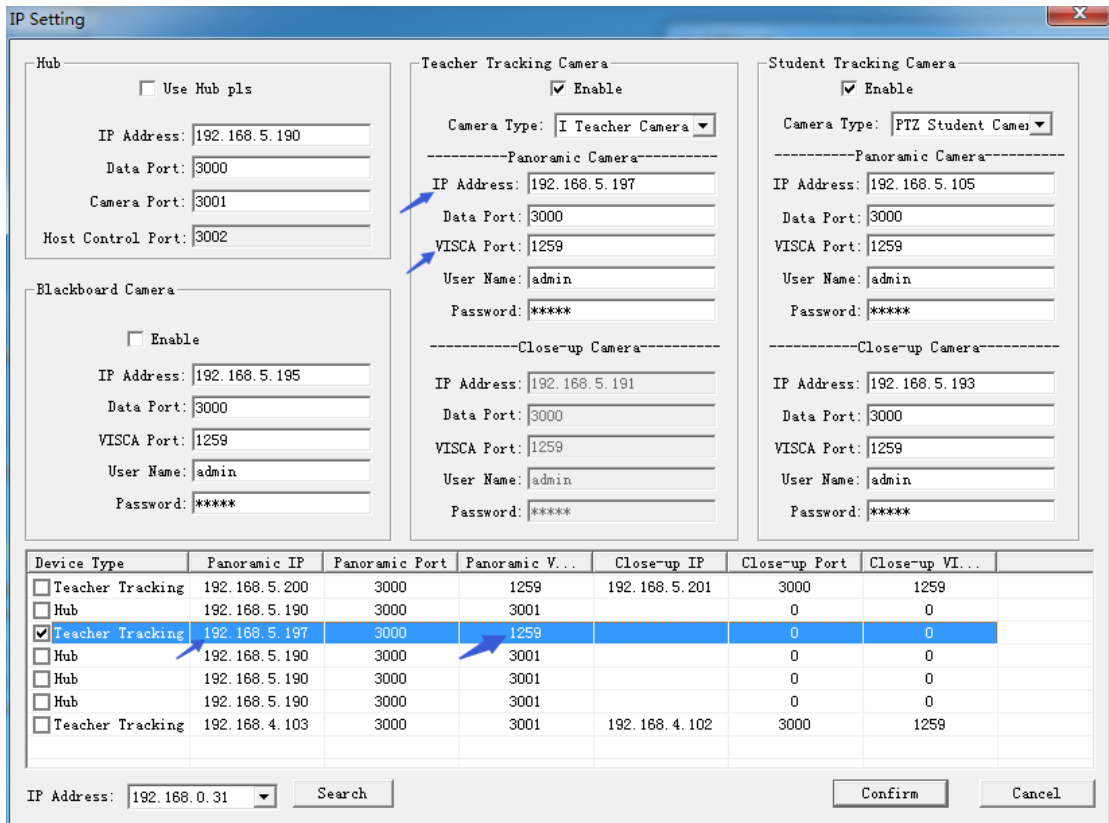 IP Setting
Hub
Use Hub pls
IP Address: 192.168.5.190
Data Port: 3000
Camera Port: 3001
Host Control Port: 3002
Blackboard Camera
Enable
IP Address: 192.168.5.195
Data Port: 3000
VISCA Port: 1259
User Name: admin
Password: *****
Teacher Tracking Camera
Enable
Camera Type: I Teacher Camera
----------Panoramic Camera----------
IP Address: 192.168.5.197
Data Port: 3000
VISCA Port: 1259
User Name: admin
Password: *****
-----------Close-up Camera----------
IP Address: 192.168.5.191
Data Port: 3000
VISCA Port: 1259
User Name: admin
Password: *****
Student Tracking Camera
Enable
Camera Type: PTZ Student Camer
----------Panoramic Camera----------
IP Address: 192.168.5.105
Data Port: 3000
VISCA Port: 1259
User Name: admin
Password: *****
-----------Close-up Camera----------
IP Address: 192.168.5.193
Data Port: 3000
VISCA Port: 1259
User Name: admin
Password: *****
Device Type Panoramic IP Panoramic Port Panoramic V... Close-up IP Close-up Port Close-up VI...
Teacher Tracking 192.168.5.200 3000 1259 192.168.5.201 3000 1259
Hub 192.168.5.190 3000 3001 0 0
Teacher Tracking 192.168.5.197 3000 1259 0 0
Hub 192.168.5.190 3000 3001 0 0
Hub 192.168.5.190 3000 3001 0 0
Hub 192.168.5.190 3000 3001 0 0
Teacher Tracking 192.168.4.103 3000 3001 192.168.4.102 3000 1259
IP Address: 192.168.0.31 Search Confirm Cancel